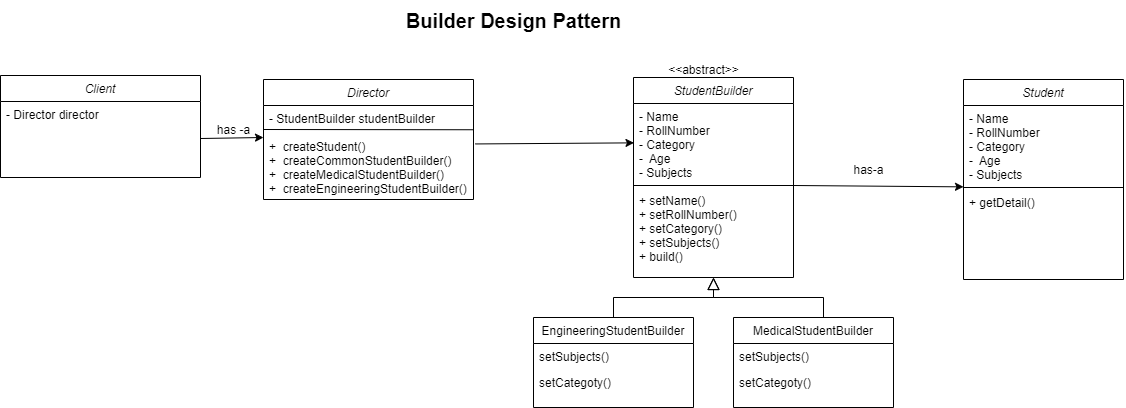 Builder Design Pattern
Client
- Director director
has -a
Director
- StudentBuilder studentBuilder
+ createStudent()
+ createCommonStudentBuilder()
+ createMedicalStudentBuilder()
+ createEngineeringStudentBuilder()
<<abstract>>
StudentBuilder
- Name
- RollNumber
- Category
- Age
- Subjects
+ setName()
+ setRollNumber()
+ setCategory()
+ setSubjects()
+ build()
has-a
Student
- Name
- RollNumber
- Category
- Age
- Subjects
+ getDetail()
EngineeringStudentBuilder
setSubjects()
setCategoty()
MedicalStudentBuilder
setSubjects()
setCategoty()